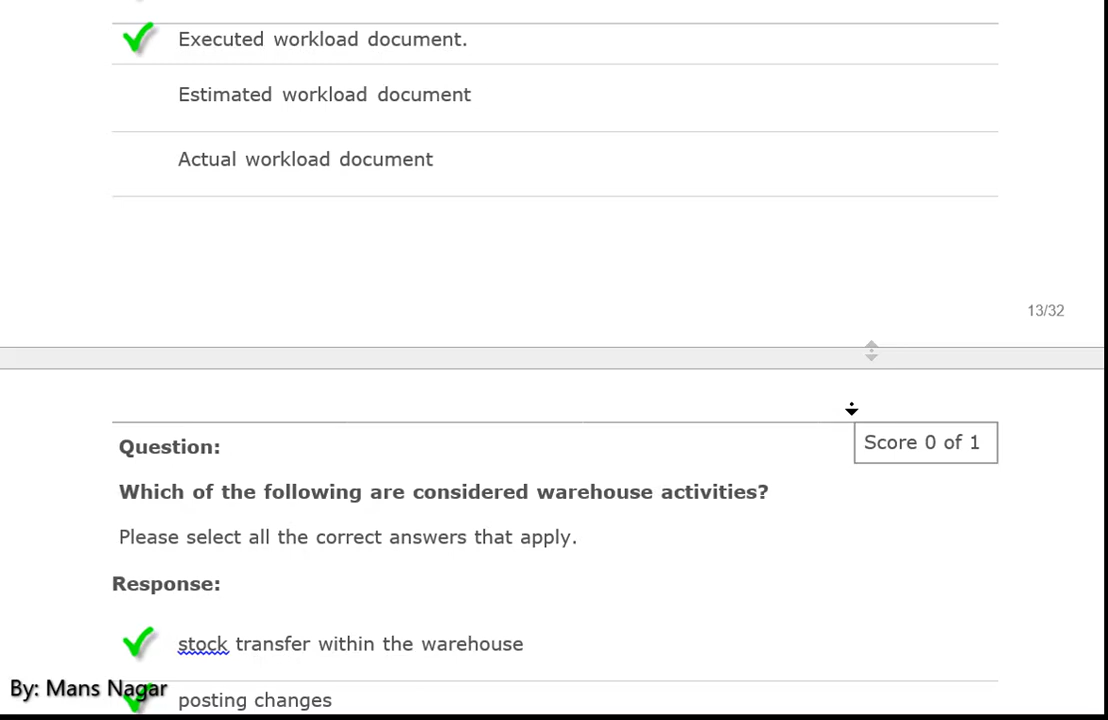 Executed workload document.
Estimated workload document
Actual workload document
13/32
Score 0 of 1
Question:
Which of the following are considered warehouse activities?
Please select all the correct answers that apply.
Response:
stock transfer within the warehouse
By: Mans Nagar
posting changes